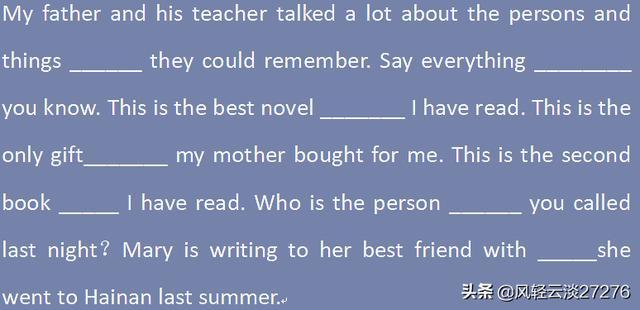 My father and his teacher talked a lot about the persons and
things ______ they could remember. Say everything ________
you know. This is the best novel _______ I have read. This is the
only gift_______ my mother bought for me. This is the second
book _____ I have read. Who is the person ______ you called
last night？Mary is writing to her best friend with _____she
went to Hainan last summer.
头条 @风轻云淡27276